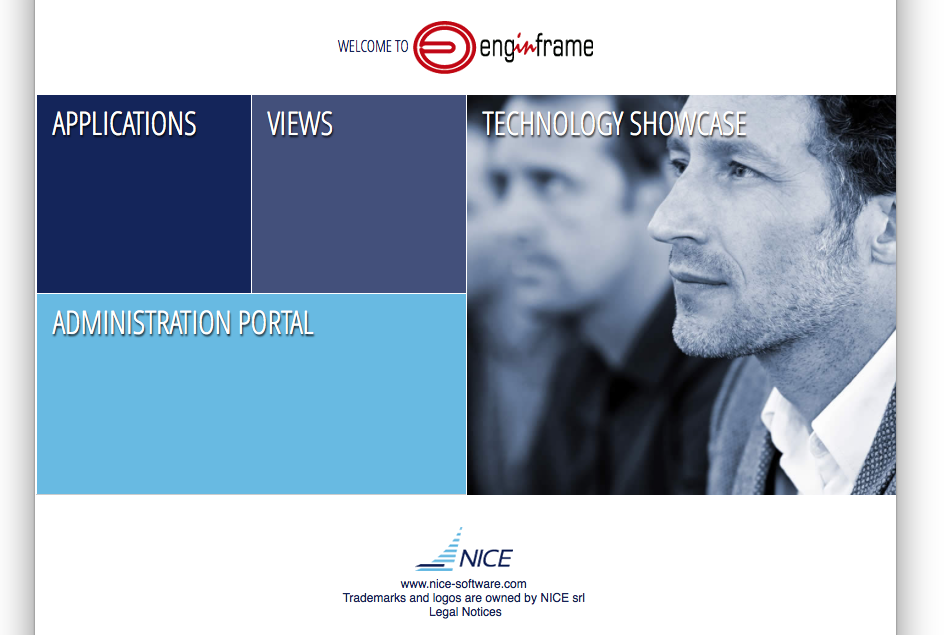 WELCOME TO enginframe
APPLICATIONS
VIEWS
TECHNOLOGY SHOWCASE
ADMINISTRATION PORTAL
NICE
www.nice-software.com
Trademarks and logos are owned by NICE srl
Legal Notices